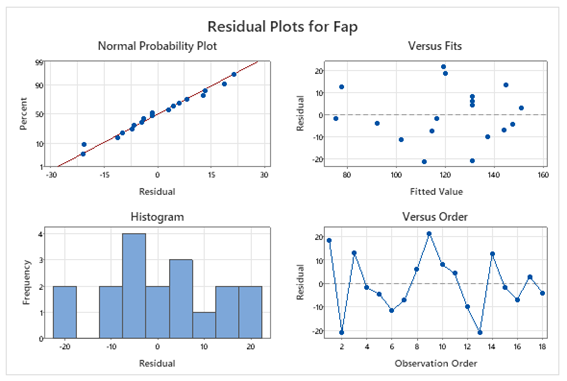 Residual Plots for Fap
Normal Probability Plot
Percent
99
90
50
10
1
-30 -15 0 15 30
Residual
Versus Fits
Residual
20
10
0
-10
-20
80 100 120 140 160
Fitted Value
Histogram
Frequency
4
3
2
1
0
-20 -10 0 10 20
Residual
Versus Order
Residual
20
10
0
-10
-20
2 4 6 8 10 12 14 16 18
Observation Order